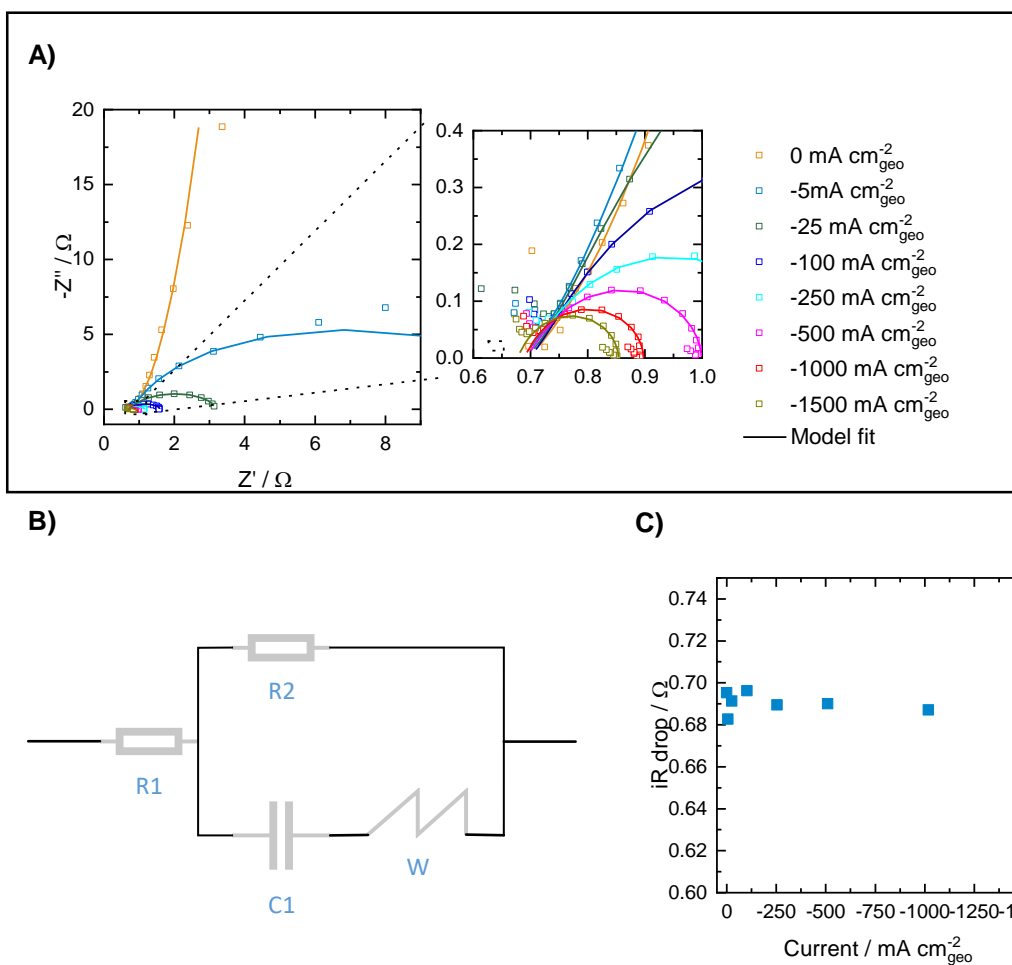 A)
20
15
10
5
0
-Z'' / Ω
0 2 4 6 8
Z' / Ω
0.4
0.3
0.2
0.1
0.0
0.6 0.7 0.8 0.9 1.0
0 mA cm-2geo
-5mA cm-2geo
-25 mA cm-2geo
-100 mA cm-2geo
-250 mA cm-2geo
-500 mA cm-2geo
-1000 mA cm-2geo
-1500 mA cm-2geo
Model fit
B)
R2
R1
C1
W
C)
0.74
0.72
0.70
0.68
0.66
0.64
0.62
0.60
iR drop / Ω
0 -250 -500 -750 -1000 -1250 -1
Current / mA cm-2geo